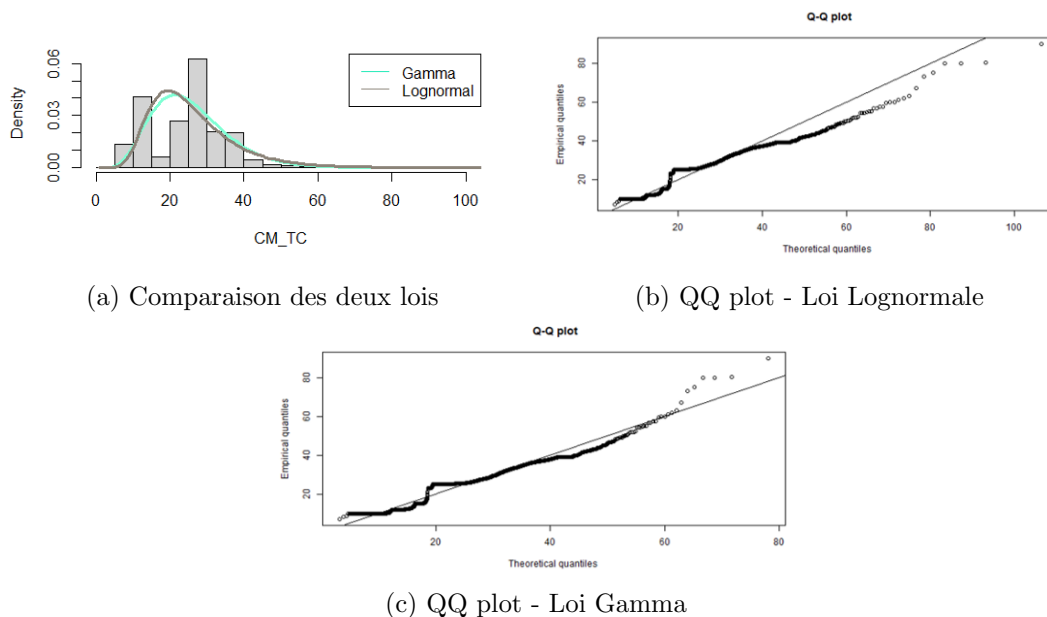 Density
0.00 0.03 0.06
Gamma
Lognormal
0 20 40 60 80 100
CM_TC
(a) Comparaison des deux lois
Q-Q plot
Empirical quantiles
20 40 60 80
20 40 60 80 100
Theoretical quantiles
(b) QQ plot - Loi Lognormale
Q-Q plot
Empirical quantiles
20 40 60 80
20 40 60 80
Theoretical quantiles
(c) QQ plot - Loi Gamma